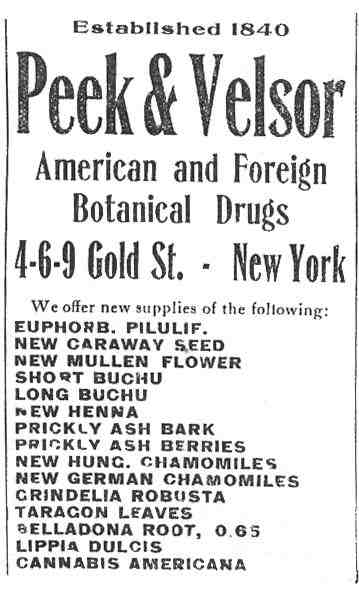 Established 1840
Peek & Velsor
American and Foreign
Botanical Drugs
4-6-9 Gold St. - New York
We offer new supplies of the following:
EUPHORB. PILULIF.
NEW CARAWAY SEED
NEW MULLEN FLOWER
SHORT BUCHU
LONG BUCHU
NEW HENNA
PRICKLY ASH BARK
PRICKLY ASH BERRIES
NEW HUNG. CHAMOMILES
NEW GERMAN CHAMOMILES
GRINDELIA ROBUSTA
TARAGON LEAVES
BELLADONA ROOT, 0.65
LIPPIA DULCIS
CANNABIS AMERICANA